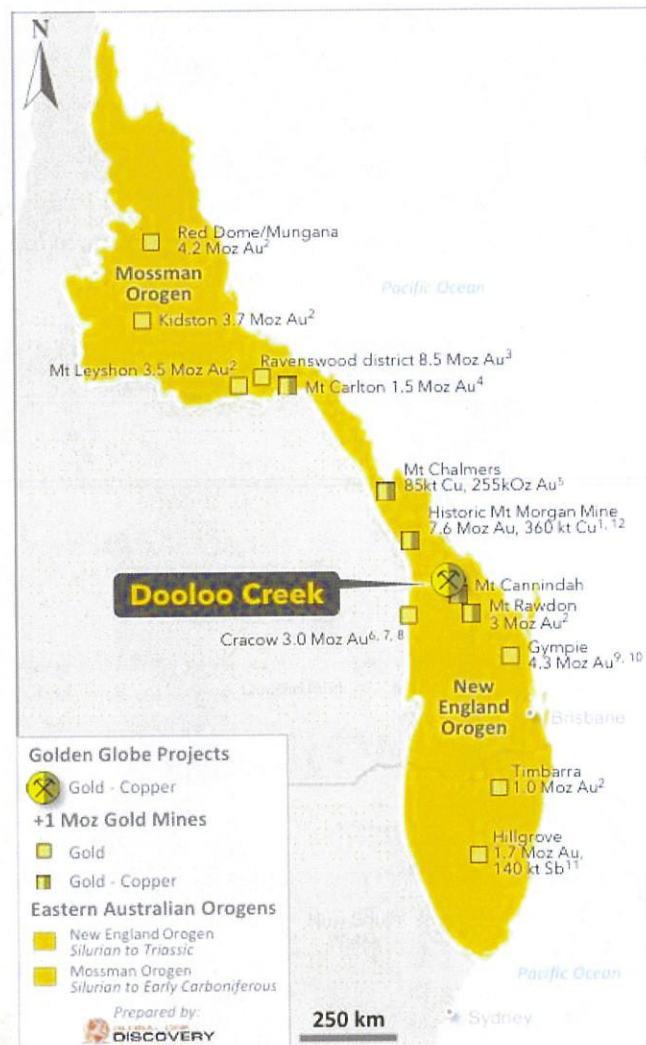 N
Red Dome/Mungana
4.2 Moz Au²
Mossman
Orogen
Pacific Ocean
Kidston 3.7 Moz Au²
Ravenswood district 8.5 Moz Au³
Mt Leyshon 3.5 Moz Au²
Mt Carlton 1.5 Moz Au⁴
Mt Chalmers
85kt Cu, 255kOz Au⁵
Historic Mt Morgan Mine
7.6 Moz Au, 360 kt Cu¹, ¹²
Dooloo Creek
Mt Cannindah
Mt Rawdon
3 Moz Au²
Cracow 3.0 Moz Au⁶, ⁷, ⁸
Gympie
4.3 Moz Au⁹, ¹⁰
New
England
Orogen
Brisbane
Timbarra
1.0 Moz Au²
Hillgrove
1.7 Moz Au,
140 kt Sb¹¹
Golden Globe Projects
Gold - Copper
+1 Moz Gold Mines
Gold
Gold - Copper
Eastern Australian Orogens
New England Orogen
Silurian to Triassic
Mossman Orogen
Silurian to Early Carboniferous
Prepared by:
DISCOVERY
250 km
Pacific Ocean
Sydney